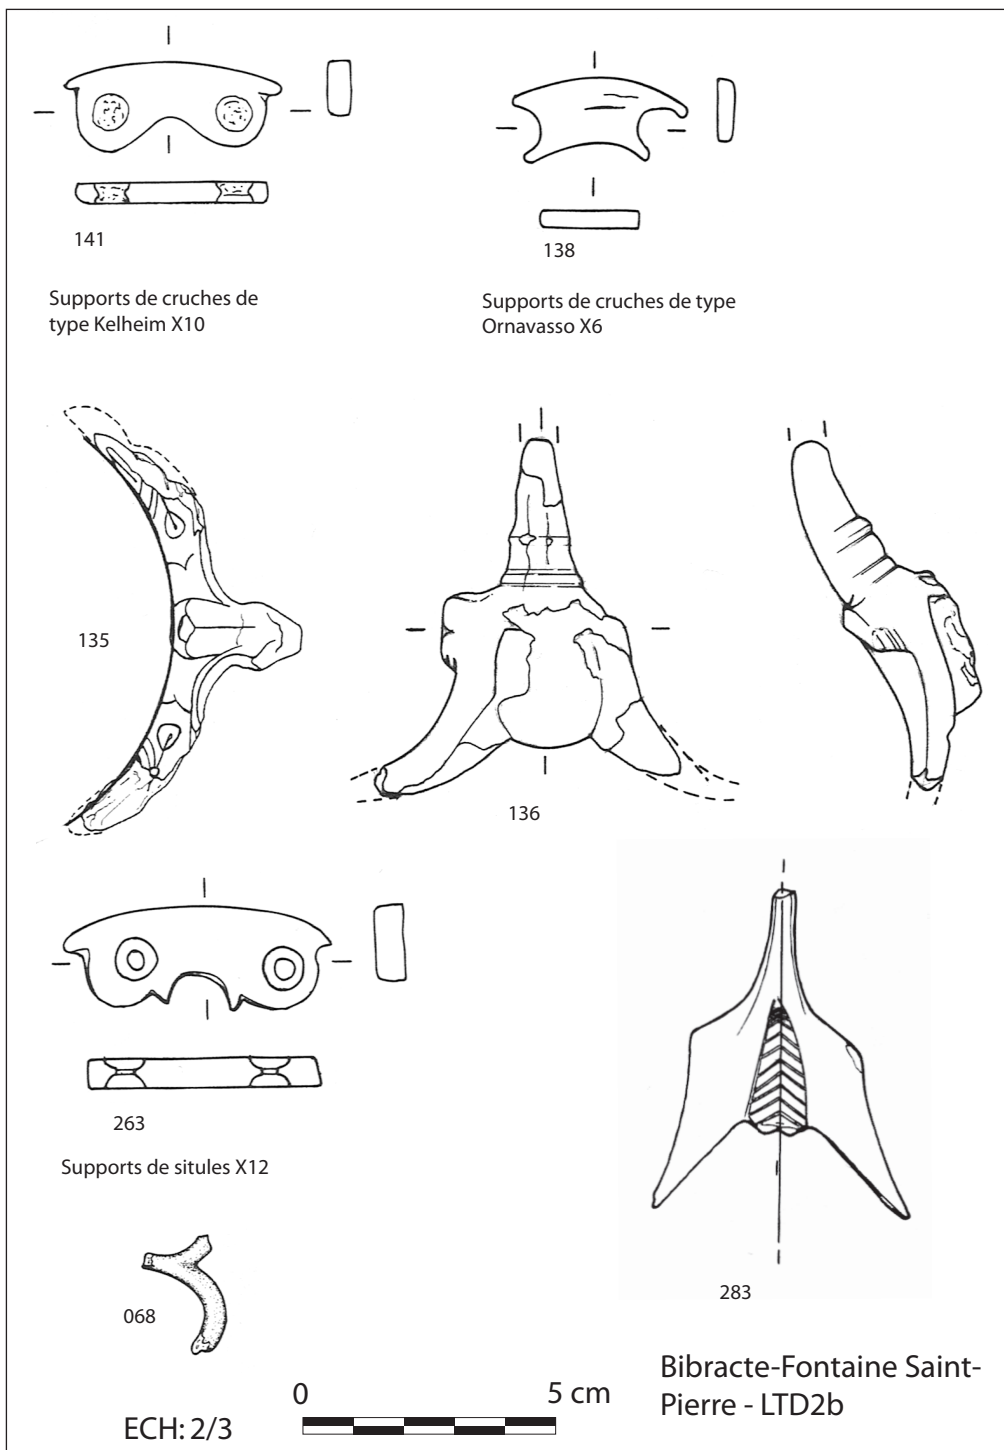 141
138
Supports de cruches de
type Kelheim X10
Supports de cruches de type
Ornavasso X6
135
136
263
Supports de situles X12
068
283
Bibracte-Fontaine Saint-
Pierre - LTD2b
0
5 cm
ECH: 2/3